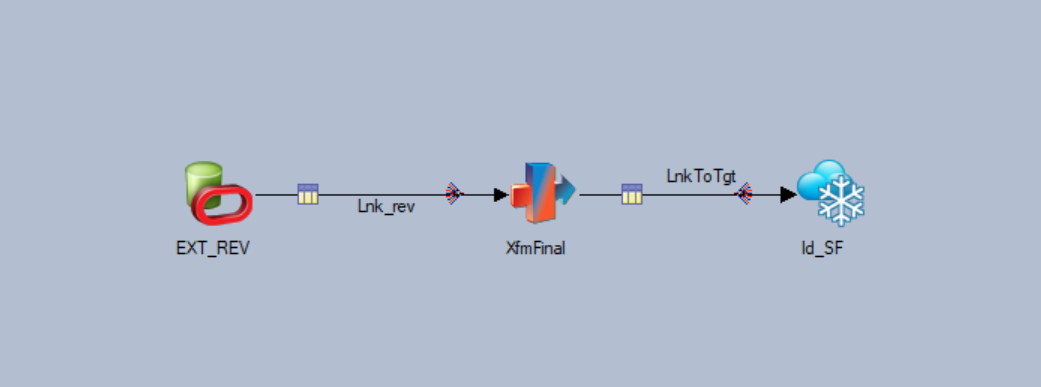 LnkToTgt
Lnk_rev
EXT_REV
XfmFinal
ld_SF